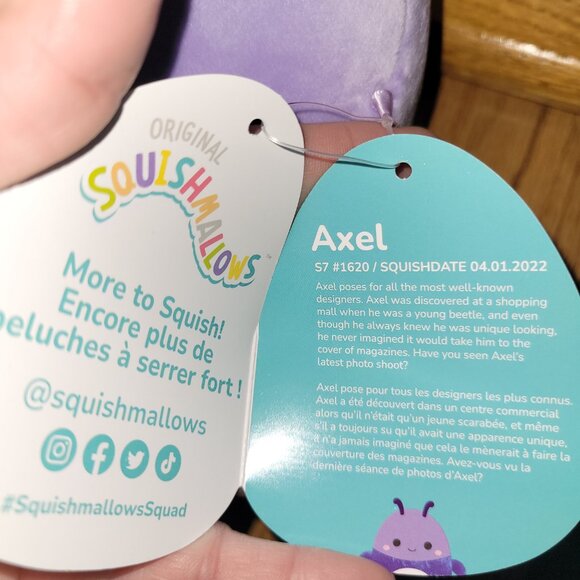 ORIGINAL
SQUISHMALLOWS™
More to Squish!
Encore plus de
peluches à serrer fort !
@squishmallows
#SquishmallowsSquad
Axel
S7 #1620 / SQUISHDATE 04.01.2022
Axel poses for all the most well-known
designers. Axel was discovered at a shopping
mall when he was a young beetle, and even
though he always knew he was unique looking,
he never imagined it would take him to the
cover of magazines. Have you seen Axel's
latest photo shoot?
Axel pose pour tous les designers les plus connus.
Axel a été découvert dans un centre commercial
alors qu'il n'était qu'un jeune scarabée, et même
s'il a toujours su qu'il avait une apparence unique,
il n'a jamais imaginé que cela le mènerait à faire la
couverture des magazines. Avez-vous vu la
dernière séance de photos d'Axel?